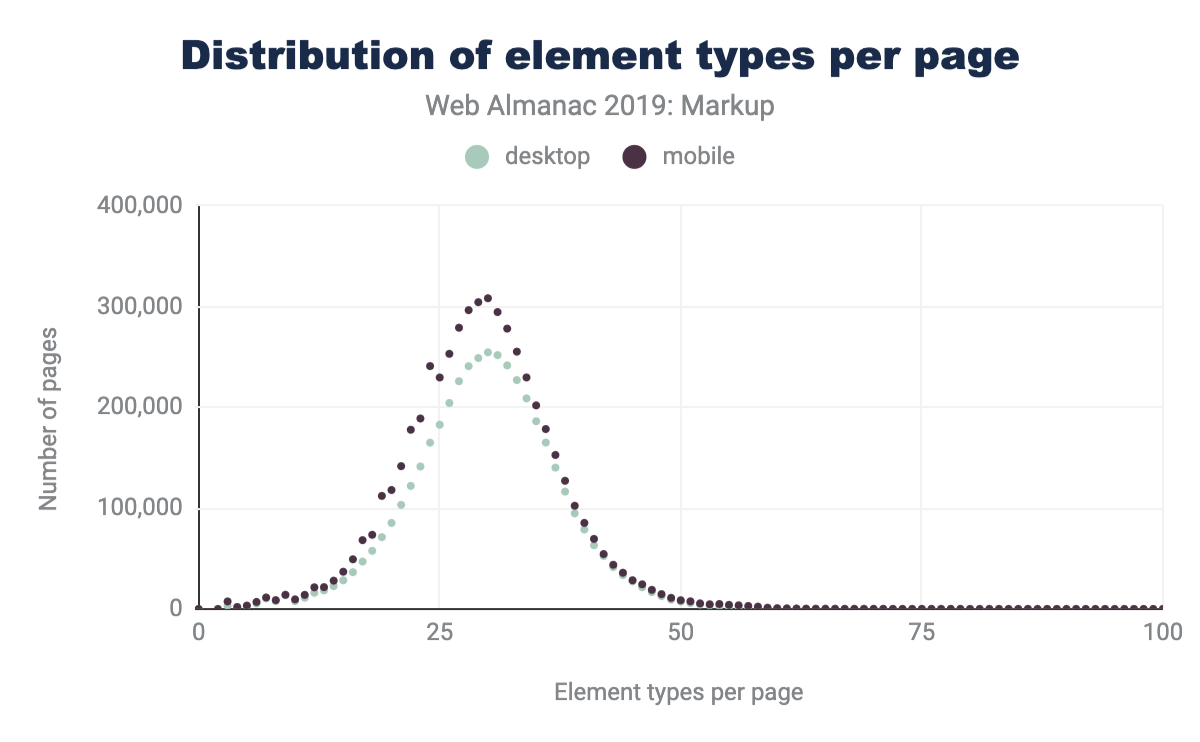 Distribution of element types per page
Web Almanac 2019: Markup
desktop mobile
400,000
300,000
200,000
100,000
0
Number of pages
0 25 50 75 100
Element types per page